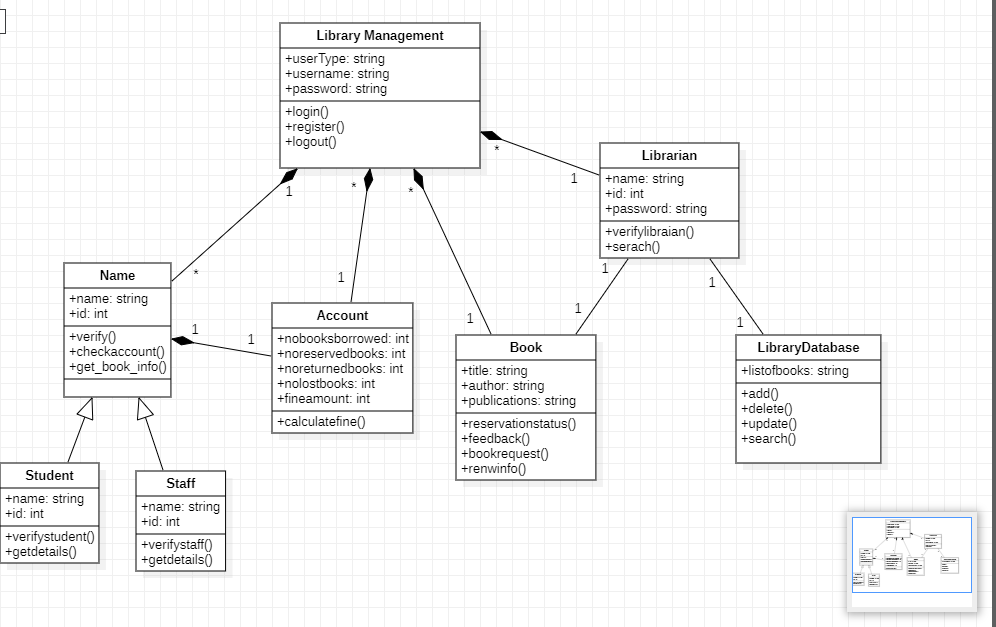 Library Management
+userType: string
+username: string
+password: string
+login()
+register()
+logout()
*
1
Librarian
+name: string
+id: int
+password: string
+verifylibraian()
+serach()
1
*
*
1
*
1
1
1
1
1
1
Name
+name: string
+id: int
+verify()
+checkaccount()
+get_book_info()
1
1
Account
+nobooksborrowed: int
+noreservedbooks: int
+noreturnedbooks: int
+nolostbooks: int
+fineamount: int
+calculatefine()
Book
+title: string
+author: string
+publications: string
+reservationstatus()
+feedback()
+bookrequest()
+renwinfo()
LibraryDatabase
+listofbooks: string
+add()
+delete()
+update()
+search()
Student
+name: string
+id: int
+verifystudent()
+getdetails()
Staff
+name: string
+id: int
+verifystaff()
+getdetails()